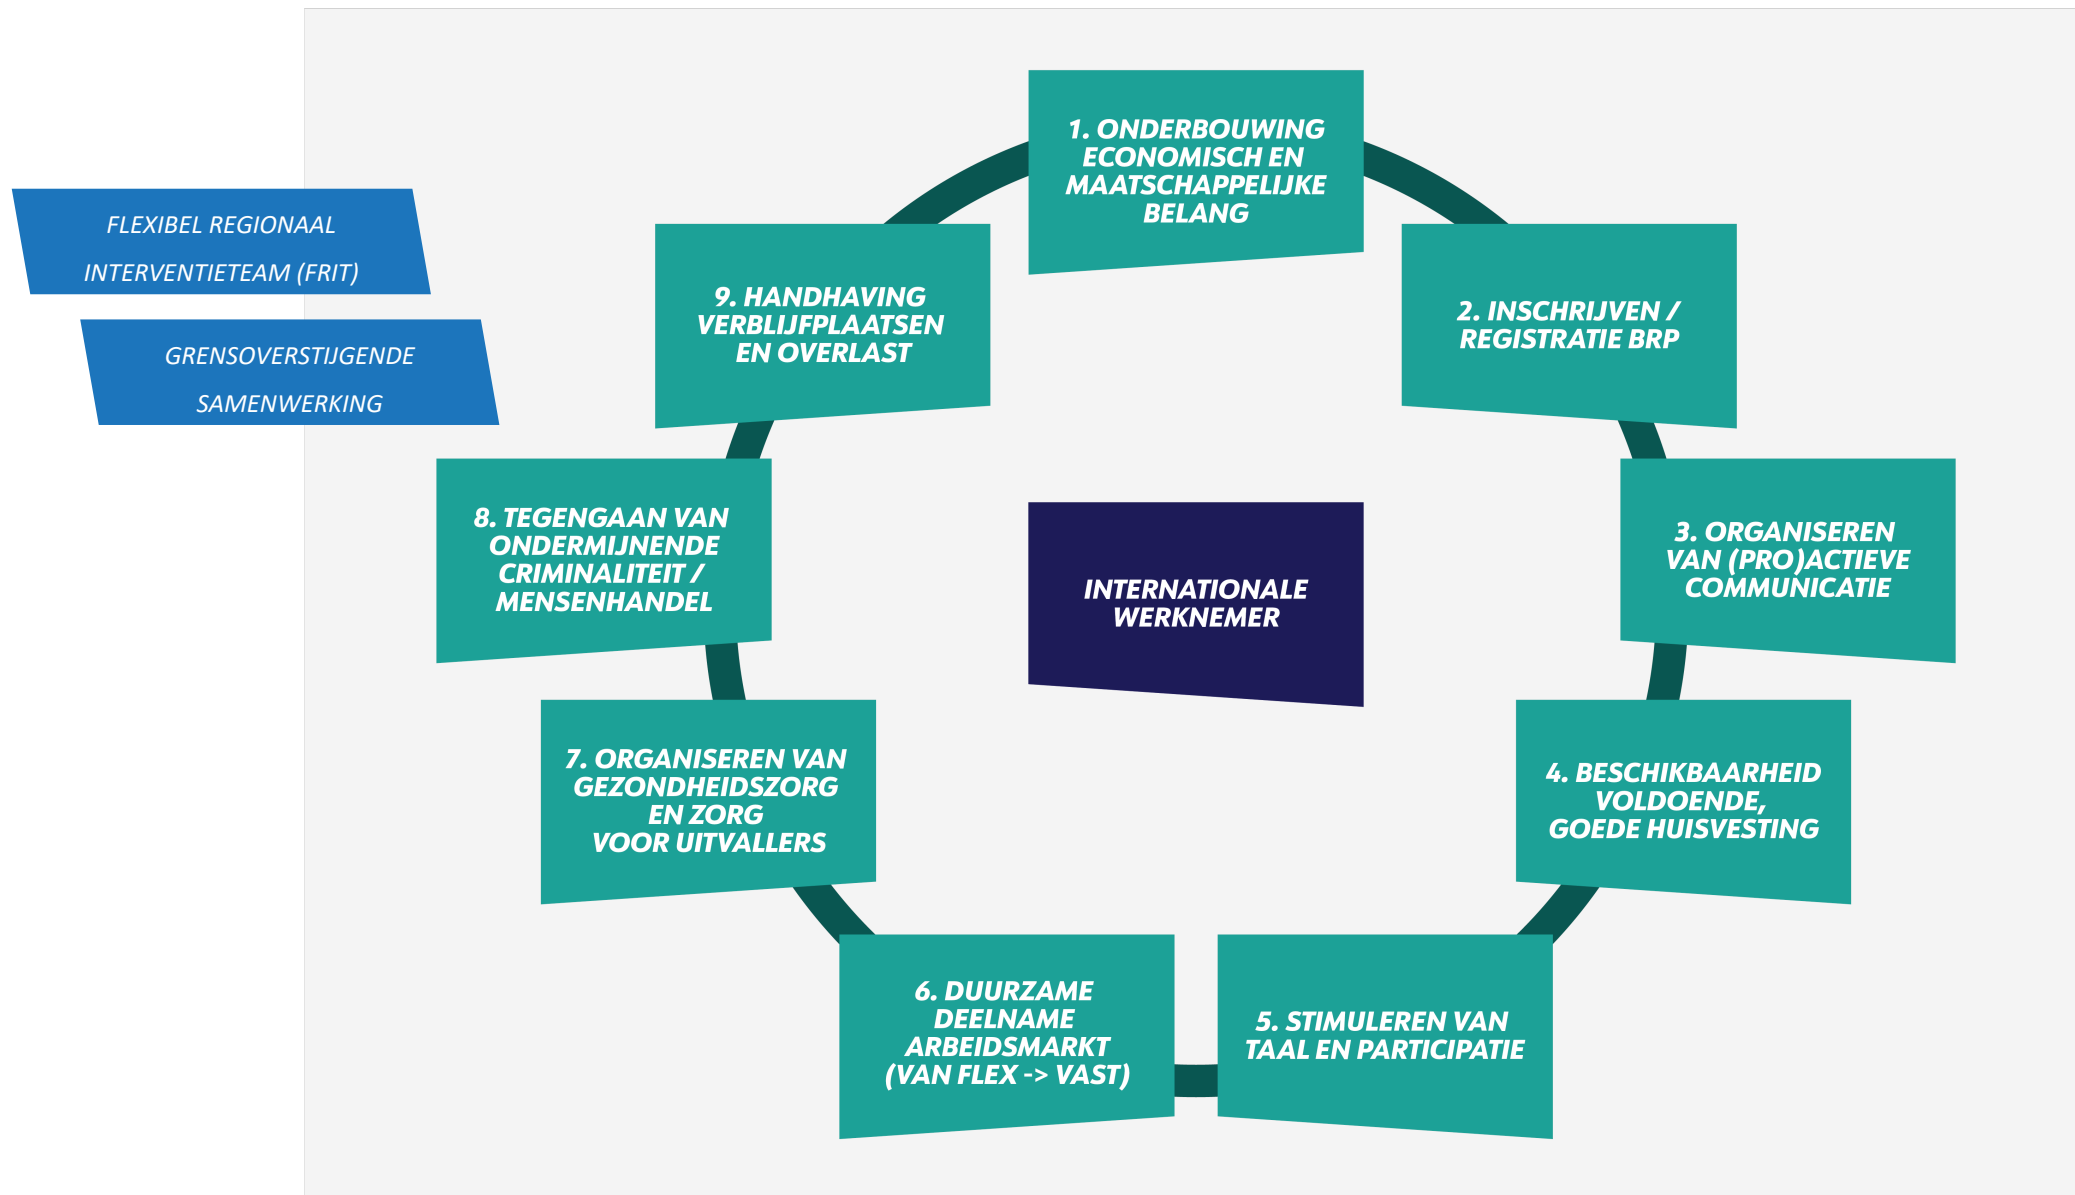 1. ONDERBOUWING
ECONOMISCH EN
MAATSCHAPPELIJKE
BELANG
FLEXIBEL REGIONAAL
INTERVENTIETEAM (FRIT)
GRENSOVERSTIJGENDE
SAMENWERKING
9. HANDHAVING
VERBLIJFPLAATSEN
EN OVERLAST
2. INSCHRIJVEN /
REGISTRATIE BRP
8. TEGENGAAN VAN
ONDERMIJNENDE
CRIMINALITEIT /
MENSENHANDEL
INTERNATIONALE
WERKNEMER
3. ORGANISEREN
VAN (PRO)ACTIEVE
COMMUNICATIE
7. ORGANISEREN VAN
GEZONDHEIDSZORG
EN ZORG
VOOR UITVALLERS
4. BESCHIKBAARHEID
VOLDOENDE,
GOEDE HUISVESTING
6. DUURZAME
DEELNAME
ARBEIDSMARKT
(VAN FLEX -> VAST)
5. STIMULEREN VAN
TAAL EN PARTICIPATIE